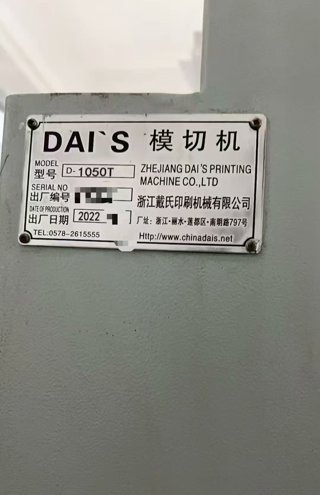 DAI`S 模切机
MODEL
型号 D-1050T
ZHEJIANG DAI'S PRINTING
MACHINE CO.,LTD
SERIAL NO
出厂编号
浙江戴氏印刷机械有限公司
DATE OF PRODUCTION
出厂日期 2022
厂址:浙江·丽水·莲都区·南明路797号
TEL:0578-2615555 Http://www.chinadais.net